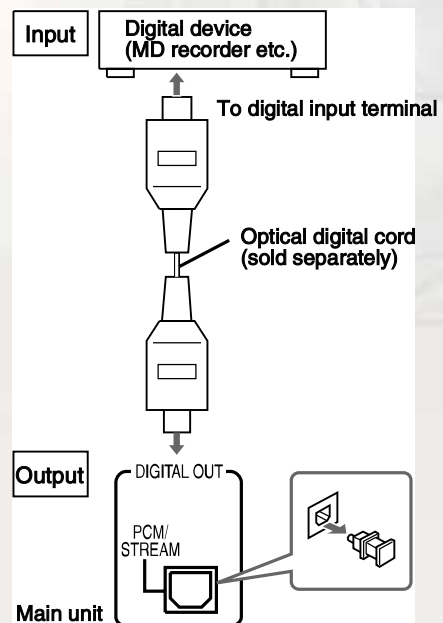 Input
Digital device
(MD recorder etc.)
To digital input terminal
Optical digital cord
(sold separately)
Output
DIGITAL OUT
PCM/
STREAM
Main unit